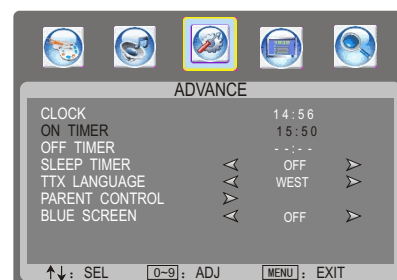 ADVANCE
CLOCK 14:56
ON TIMER 15:50
OFF TIMER --:--
SLEEP TIMER OFF
TTX LANGUAGE WEST
PARENT CONTROL
BLUE SCREEN OFF
↑↓: SEL 0~9: ADJ MENU: EXIT